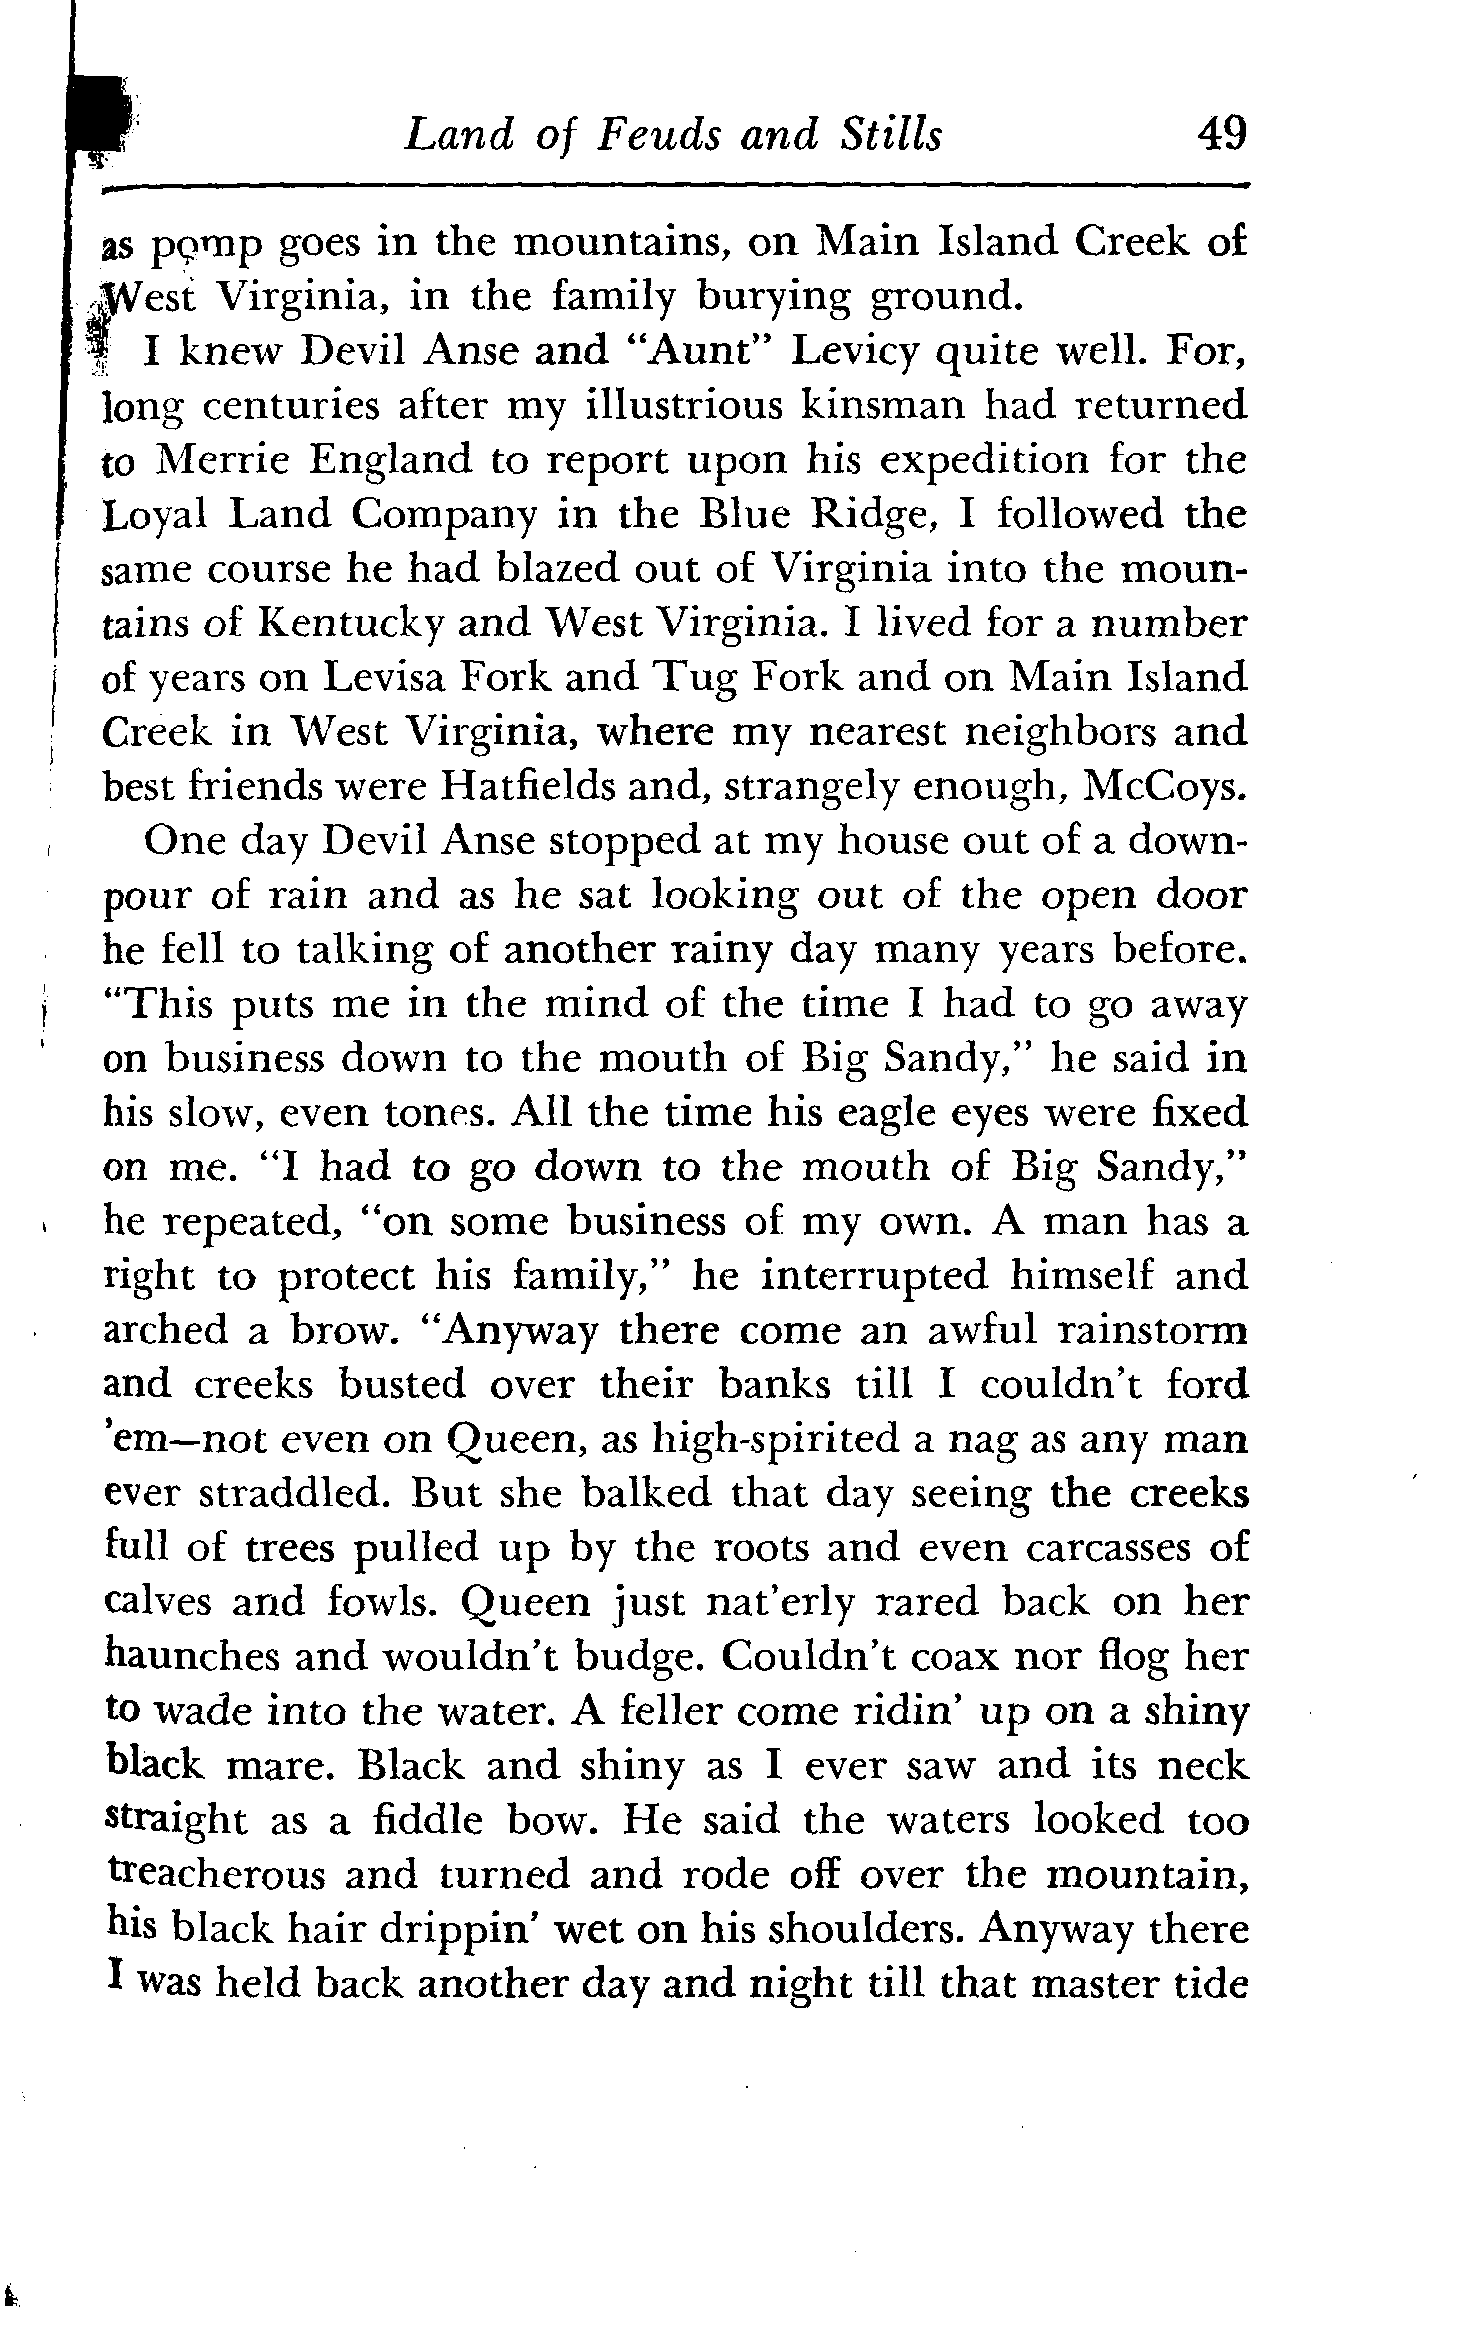 Land of Feuds and Stills 49
as pomp goes in the mountains, on Main Island Creek of
West Virginia, in the family burying ground.
I knew Devil Anse and “Aunt” Levicy quite well. For,
long centuries after my illustrious kinsman had returned
to Merrie England to report upon his expedition for the
Loyal Land Company in the Blue Ridge, I followed the
same course he had blazed out of Virginia into the moun-
tains of Kentucky and West Virginia. I lived for a number
of years on Levisa Fork and Tug Fork and on Main Island
Creek in West Virginia, where my nearest neighbors and
best friends were Hatfields and, strangely enough, McCoys.
One day Devil Anse stopped at my house out of a down-
pour of rain and as he sat looking out of the open door
he fell to talking of another rainy day many years before.
“This puts me in the mind of the time I had to go away
on business down to the mouth of Big Sandy,” he said in
his slow, even tones. All the time his eagle eyes were fixed
on me. “I had to go down to the mouth of Big Sandy,”
he repeated, “on some business of my own. A man has a
right to protect his family,” he interrupted himself and
arched a brow. “Anyway there come an awful rainstorm
and creeks busted over their banks till I couldn’t ford
’em—not even on Queen, as high-spirited a nag as any man
ever straddled. But she balked that day seeing the creeks
full of trees pulled up by the roots and even carcasses of
calves and fowls. Queen just nat’erly rared back on her
haunches and wouldn’t budge. Couldn’t coax nor flog her
to wade into the water. A feller come ridin’ up on a shiny
black mare. Black and shiny as I ever saw and its neck
straight as a fiddle bow. He said the waters looked too
treacherous and turned and rode off over the mountain,
his black hair drippin’ wet on his shoulders. Anyway there
I was held back another day and night till that master tide